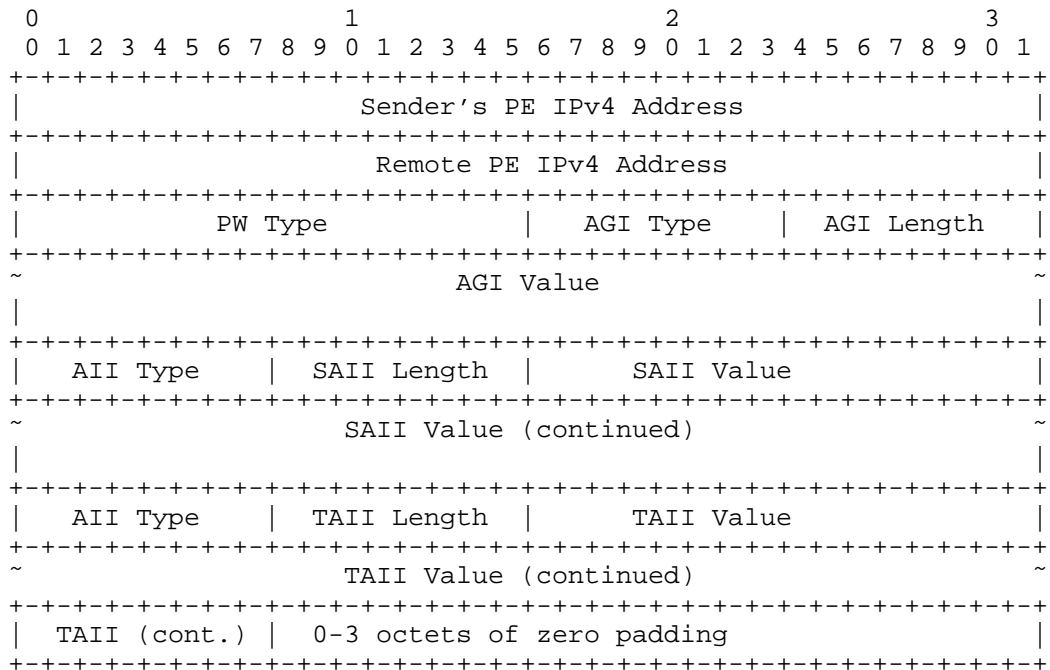 0                   1                   2                   3
 0 1 2 3 4 5 6 7 8 9 0 1 2 3 4 5 6 7 8 9 0 1 2 3 4 5 6 7 8 9 0 1
+-+-+-+-+-+-+-+-+-+-+-+-+-+-+-+-+-+-+-+-+-+-+-+-+-+-+-+-+-+-+-+-+
|                     Sender’s PE IPv4 Address                  |
+-+-+-+-+-+-+-+-+-+-+-+-+-+-+-+-+-+-+-+-+-+-+-+-+-+-+-+-+-+-+-+-+
|                      Remote PE IPv4 Address                   |
+-+-+-+-+-+-+-+-+-+-+-+-+-+-+-+-+-+-+-+-+-+-+-+-+-+-+-+-+-+-+-+-+
|            PW Type            |   AGI Type    |  AGI Length   |
+-+-+-+-+-+-+-+-+-+-+-+-+-+-+-+-+-+-+-+-+-+-+-+-+-+-+-+-+-+-+-+-+
~                           AGI Value                           ~
|                                                               |
+-+-+-+-+-+-+-+-+-+-+-+-+-+-+-+-+-+-+-+-+-+-+-+-+-+-+-+-+-+-+-+-+
|   AII Type    |  SAII Length  |      SAII Value               |
+-+-+-+-+-+-+-+-+-+-+-+-+-+-+-+-+-+-+-+-+-+-+-+-+-+-+-+-+-+-+-+-+
~                    SAII Value (continued)                     ~
|                                                               |
+-+-+-+-+-+-+-+-+-+-+-+-+-+-+-+-+-+-+-+-+-+-+-+-+-+-+-+-+-+-+-+-+
|   AII Type    |  TAII Length  |      TAII Value               |
+-+-+-+-+-+-+-+-+-+-+-+-+-+-+-+-+-+-+-+-+-+-+-+-+-+-+-+-+-+-+-+-+
~                    TAII Value (continued)                     ~
+-+-+-+-+-+-+-+-+-+-+-+-+-+-+-+-+-+-+-+-+-+-+-+-+-+-+-+-+-+-+-+-+
|  TAII (cont.) |  0-3 octets of zero padding                   |
+-+-+-+-+-+-+-+-+-+-+-+-+-+-+-+-+-+-+-+-+-+-+-+-+-+-+-+-+-+-+-+-+